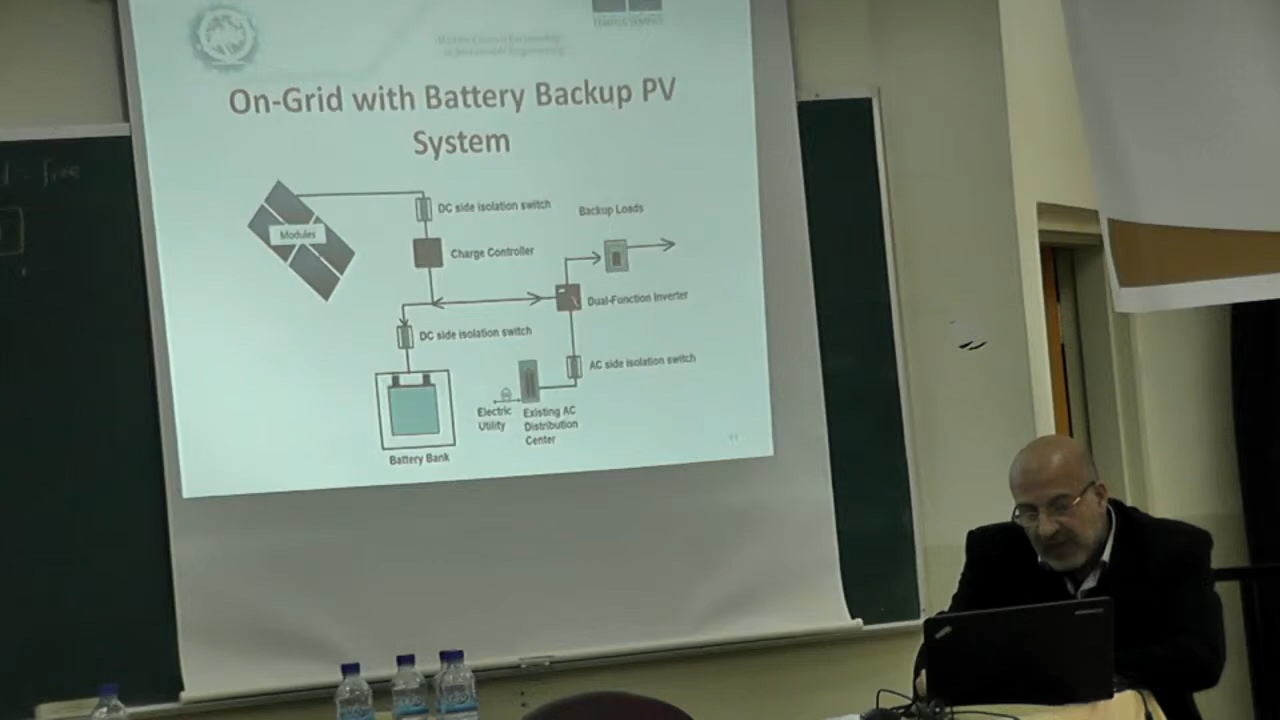 On-Grid with Battery Backup PV
System
DC side isolation switch
Backup Loads
Modules
Charge Controller
Dual-Function Inverter
DC side isolation switch
AC side isolation switch
Electric
Utility
Existing AC
Distribution
Center
Battery Bank